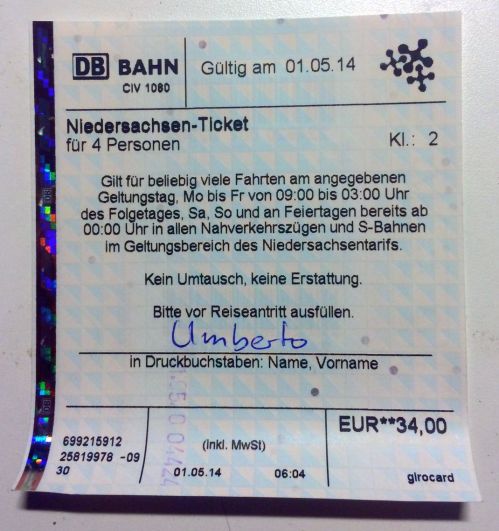 DB BAHN
CIV 1080
Gültig am 01.05.14
Niedersachsen-Ticket
für 4 Personen
Kl.: 2
Gilt für beliebig viele Fahrten am angegebenen
Geltungstag, Mo bis Fr von 09:00 bis 03:00 Uhr
des Folgetages, Sa, So und an Feiertagen bereits ab
00:00 Uhr in allen Nahverkehrszügen und S-Bahnen
im Geltungsbereich des Niedersachsentarifs.
Kein Umtausch, keine Erstattung.
Bitte vor Reiseantritt ausfüllen.
Umberto
in Druckbuchstaben: Name, Vorname
EUR**34,00
699215912
25819978 -09
30
(inkl. MwSt)
01.05.14 06:04
girocard